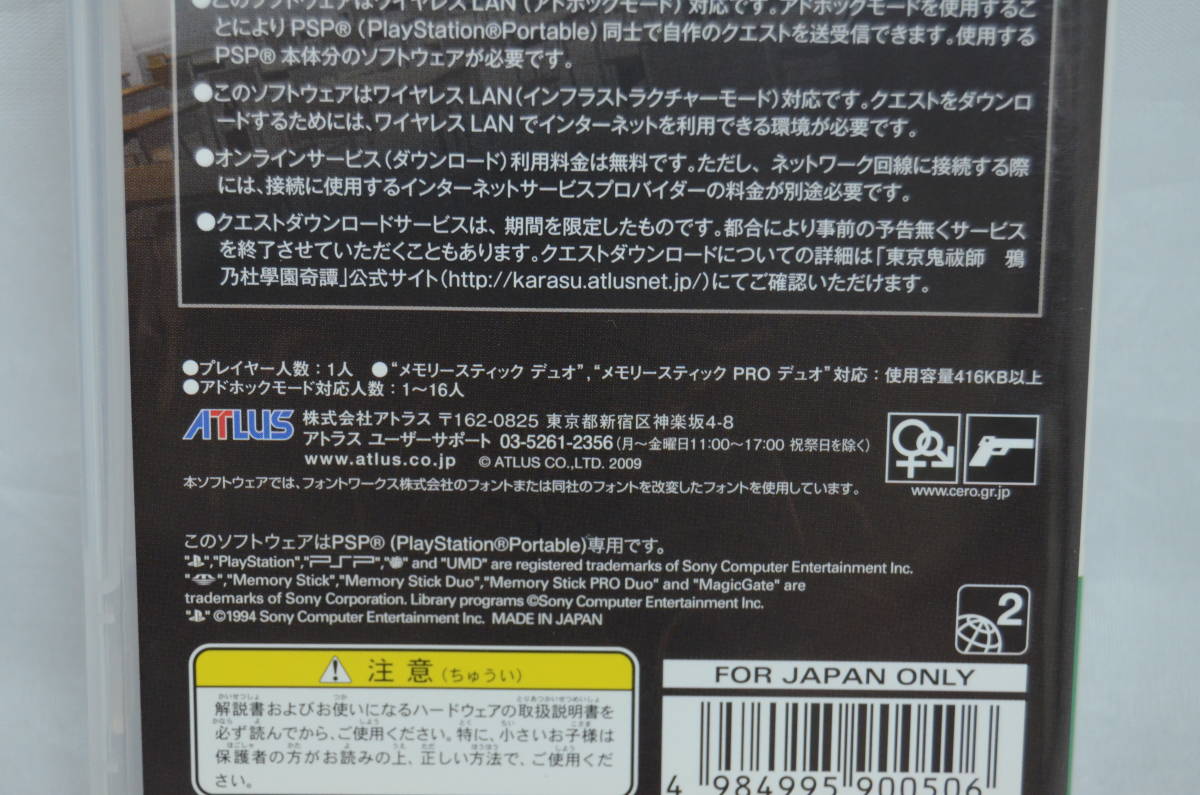 ●このソフトウェアはワイヤレスLAN(アドホックモード)対応です。アドホックモードを使用するこ
とによりPSP®(PlayStation®Portable)同士で自作のクエストを送受信できます。使用する
PSP®本体分のソフトウェアが必要です。
●このソフトウェアはワイヤレスLAN(インフラストラクチャーモード)対応です。クエストをダウンロ
ードするためには、ワイヤレスLANでインターネットを利用できる環境が必要です。
●オンラインサービス(ダウンロード)利用料金は無料です。ただし、ネットワーク回線に接続する際
には、接続に使用するインターネットサービスプロバイダーの料金が別途必要です。
●クエストダウンロードサービスは、期間を限定したものです。都合により事前の予告無くサービス
を終了させていただくこともあります。クエストダウンロードについての詳細は「東京鬼祓師 鴉
乃杜學園奇譚」公式サイト(http://karasu.atlusnet.jp/)にてご確認いただけます。
●プレイヤー人数:1人 ●"メモリースティック デュオ","メモリースティック PRO デュオ"対応:使用容量416KB以上
●アドホックモード対応人数:1〜16人
ATLUS 株式会社アトラス 〒162-0825 東京都新宿区神楽坂4-8
アトラス ユーザーサポート 03-5261-2356(月〜金曜日11:00〜17:00 祝祭日を除く)
www.atlus.co.jp ©ATLUS CO.,LTD. 2009
www.cero.gr.jp
本ソフトウェアでは、フォントワークス株式会社のフォントまたは同社のフォントを改変したフォントを使用しています。
このソフトウェアはPSP®(PlayStation®Portable)専用です。
" ","PlayStation","PSP"," " and "UMD" are registered trademarks of Sony Computer Entertainment Inc.
" ","Memory Stick","Memory Stick Duo","Memory Stick PRO Duo" and "MagicGate" are
trademarks of Sony Corporation. Library programs ©Sony Computer Entertainment Inc.
" " ©1994 Sony Computer Entertainment Inc. MADE IN JAPAN
2
注意(ちゅうい)
解説書およびお使いになるハードウェアの取扱説明書を
必ず読んでから、ご使用ください。特に、小さいお子様は
保護者の方がお読みの上、正しい方法で、ご使用くだ
さい。
FOR JAPAN ONLY
4 984995 900506